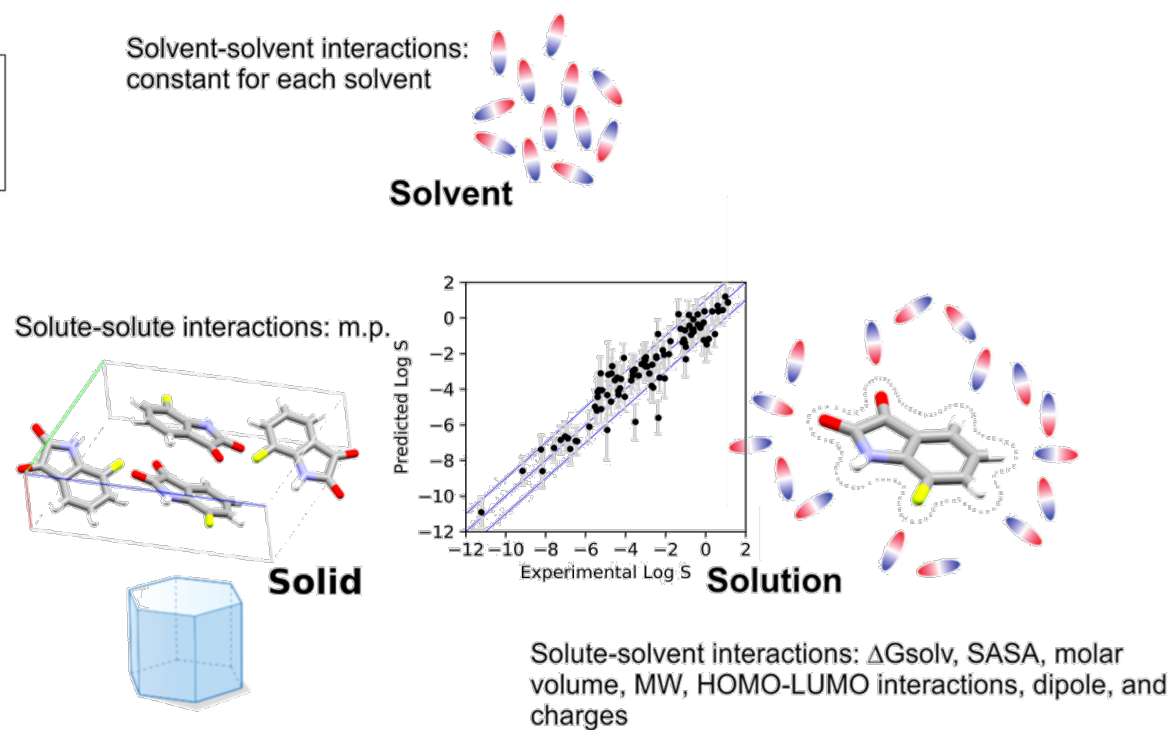 Solvent-solvent interactions:
constant for each solvent
Solvent
Solute-solute interactions: m.p.
Solid
Predicted Log S
2
0
−2
−4
−6
−8
−10
−12
−12 −10 −8 −6 −4 −2 0 2
Experimental Log S
Solution
Solute-solvent interactions: ΔGsolv, SASA, molar
volume, MW, HOMO-LUMO interactions, dipole, and
charges